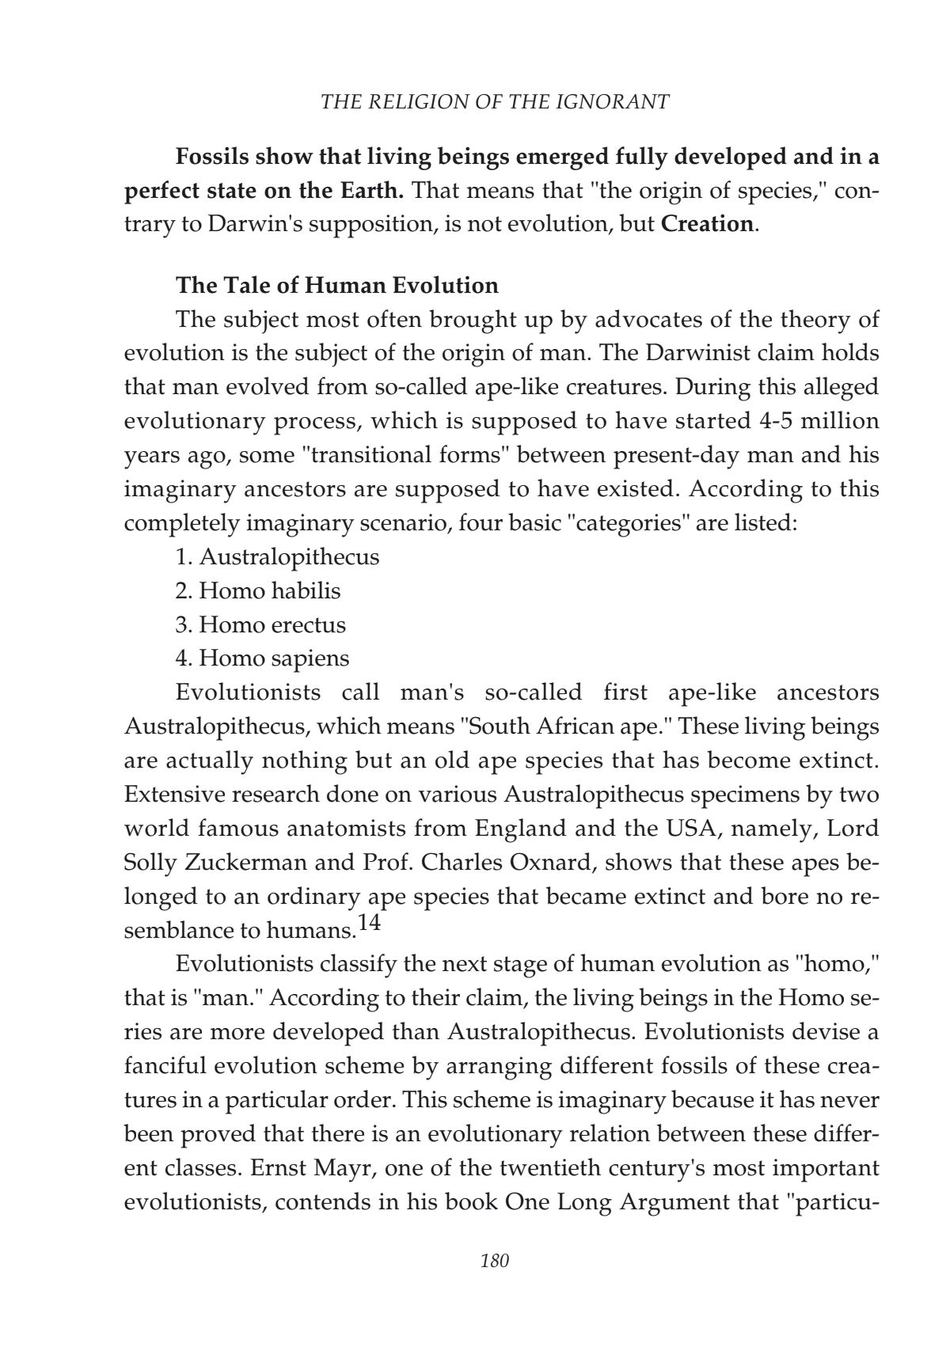 THE RELIGION OF THE IGNORANT
Fossils show that living beings emerged fully developed and in a
perfect state on the Earth. That means that "the origin of species," con-
trary to Darwin's supposition, is not evolution, but Creation.
The Tale of Human Evolution
The subject most often brought up by advocates of the theory of
evolution is the subject of the origin of man. The Darwinist claim holds
that man evolved from so-called ape-like creatures. During this alleged
evolutionary process, which is supposed to have started 4-5 million
years ago, some "transitional forms" between present-day man and his
imaginary ancestors are supposed to have existed. According to this
completely imaginary scenario, four basic "categories" are listed:
1. Australopithecus
2. Homo habilis
3. Homo erectus
4. Homo sapiens
Evolutionists call man's so-called first ape-like ancestors
Australopithecus, which means "South African ape." These living beings
are actually nothing but an old ape species that has become extinct.
Extensive research done on various Australopithecus specimens by two
world famous anatomists from England and the USA, namely, Lord
Solly Zuckerman and Prof. Charles Oxnard, shows that these apes be-
longed to an ordinary ape species that became extinct and bore no re-
semblance to humans.14
Evolutionists classify the next stage of human evolution as "homo,"
that is "man." According to their claim, the living beings in the Homo se-
ries are more developed than Australopithecus. Evolutionists devise a
fanciful evolution scheme by arranging different fossils of these crea-
tures in a particular order. This scheme is imaginary because it has never
been proved that there is an evolutionary relation between these differ-
ent classes. Ernst Mayr, one of the twentieth century's most important
evolutionists, contends in his book One Long Argument that "particu-
180